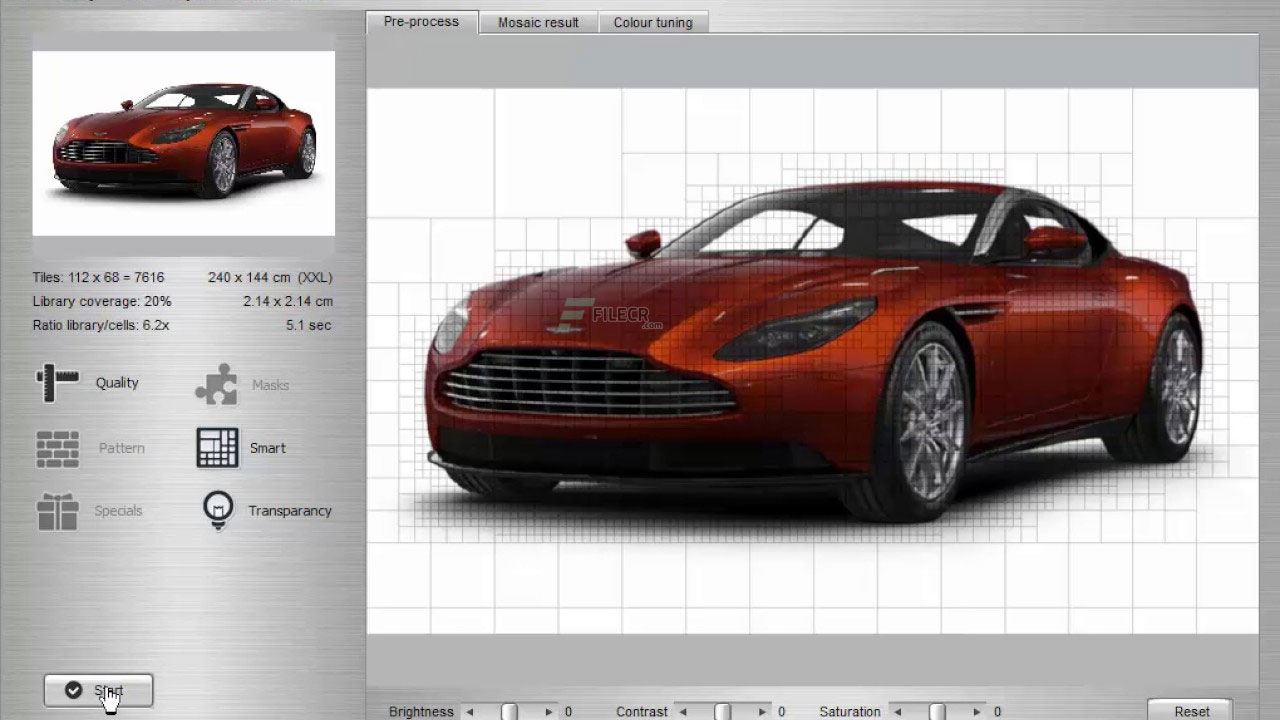 Pre-process Mosaic result Colour tuning
Tiles: 112 x 68 = 7616 240 x 144 cm (XXL)
Library coverage: 20% 2.14 x 2.14 cm
Ratio library/cells: 6.2x 5.1 sec
FILECR
.com
Quality Masks
Pattern Smart
Specials Transparancy
Start
Brightness 0 Contrast 0 Saturation 0 Reset